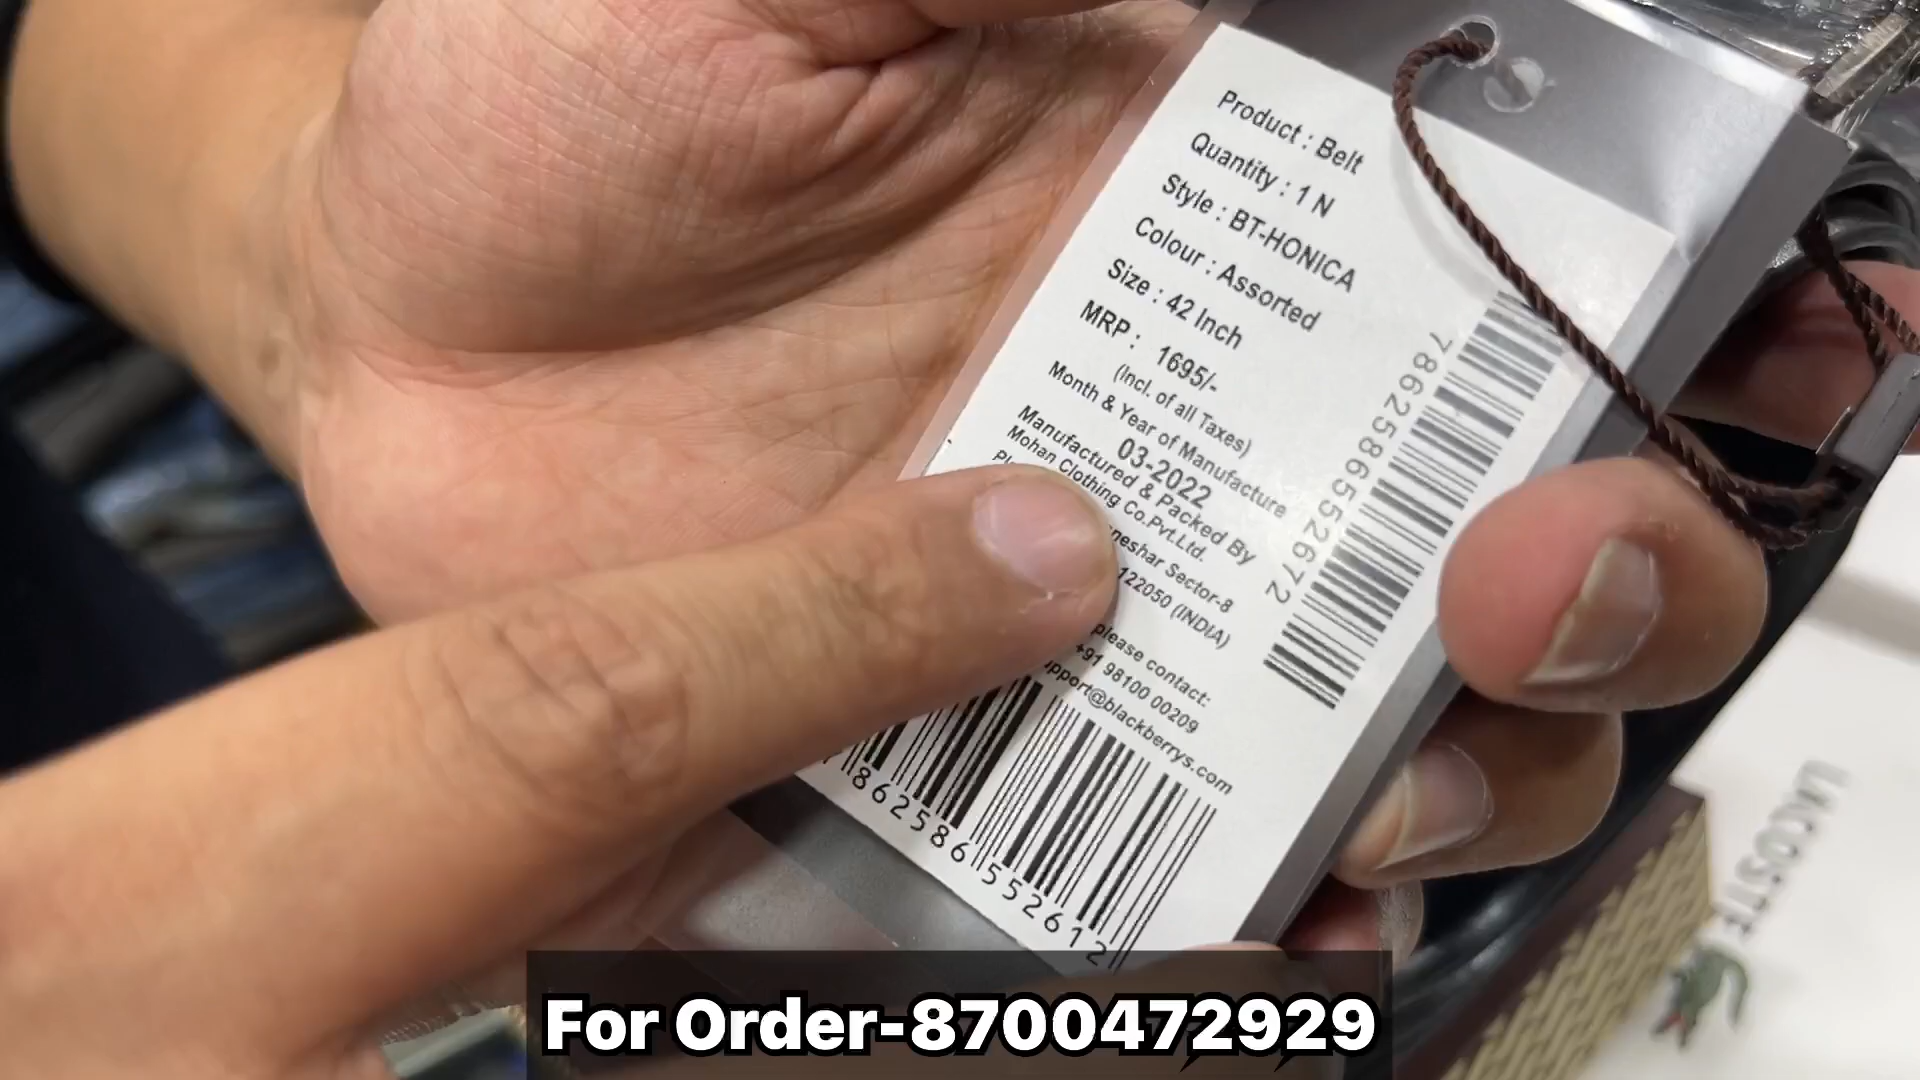 Product : Belt
Quantity : 1 N
Style : BT-HONICA
Colour : Assorted
Size : 42 Inch
MRP : 1695/-
(Incl. of all Taxes)
Month & Year of Manufacture
03-2022
Manufactured & Packed By
Mohan Clothing Co.Pvt.Ltd.
Sector-8
122050 (INDIA)
please contact:
+91 98100 00209
@blackberrys.com
7862586552672
862586552612
LACOSTE
For Order-8700472929